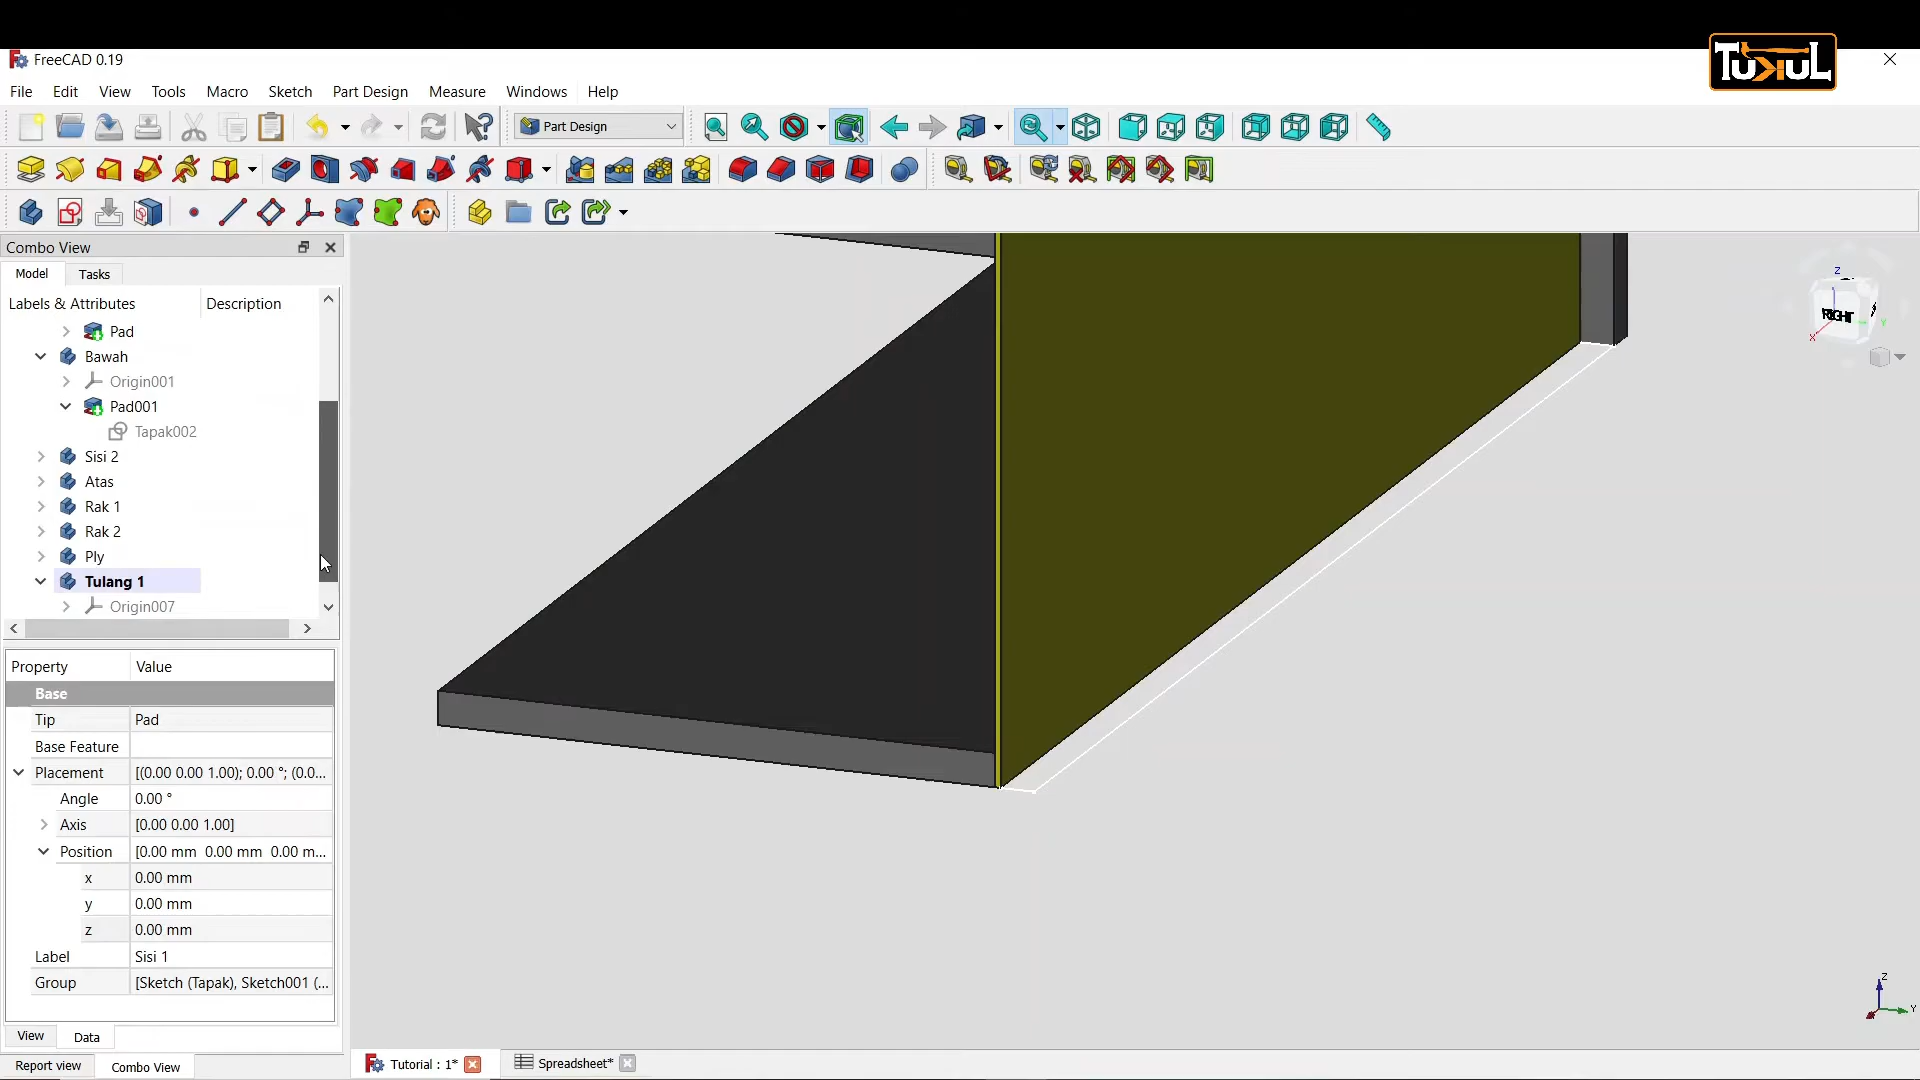 FreeCAD 0.19
TUKUL
File Edit View Tools Macro Sketch Part Design Measure Windows Help
Part Design
Combo View
Model Tasks
Labels & Attributes Description
Pad
Bawah
Origin001
Pad001
Tapak002
Sisi 2
Atas
Rak 1
Rak 2
Ply
Tulang 1
Origin007
Property Value
Base
Tip Pad
Base Feature
Placement [(0.00 0.00 1.00); 0.00 °; (0.0...
Angle 0.00 °
Axis [0.00 0.00 1.00]
Position [0.00 mm 0.00 mm 0.00 m...
x 0.00 mm
y 0.00 mm
z 0.00 mm
Label Sisi 1
Group [Sketch (Tapak), Sketch001 (...
View Data
Report view Combo View
Tutorial : 1* Spreadsheet*
Z
RIGHT
Y
X
Z
Y